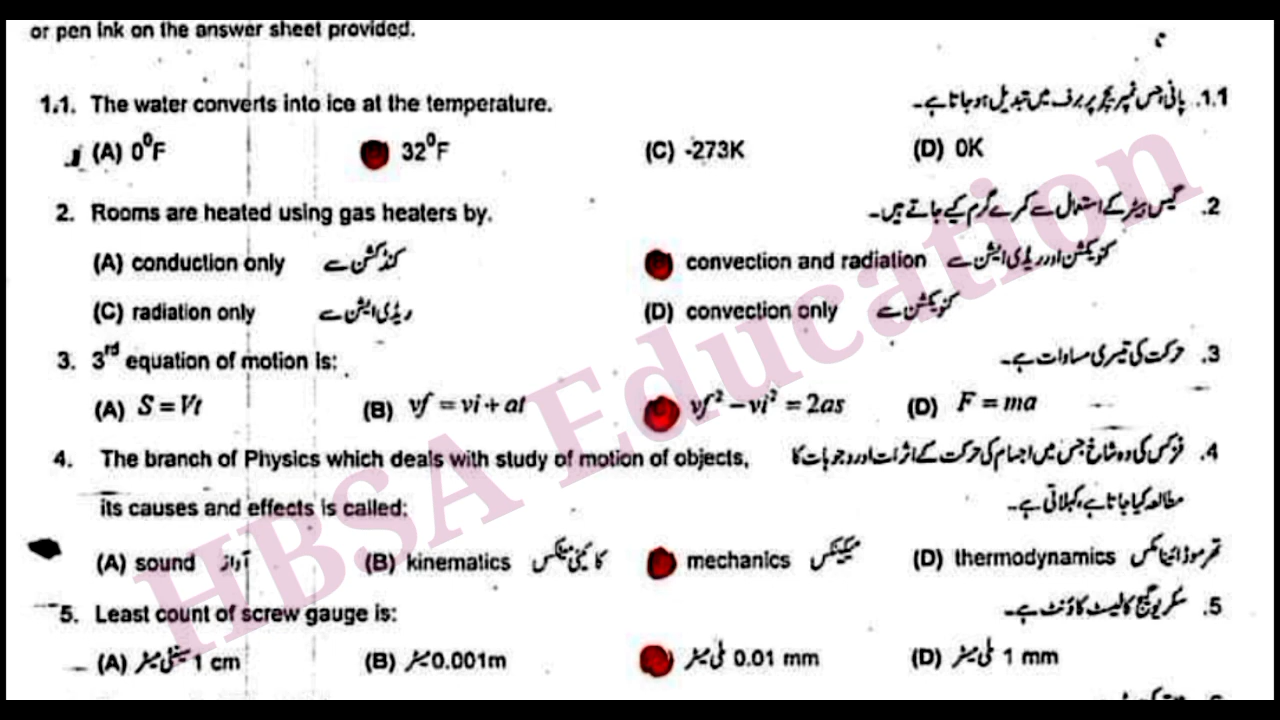 or pen ink on the answer sheet provided.
1.1. The water converts into ice at the temperature. پانی جس ٹمپریچر پر برف میں تبدیل ہو جاتا ہے۔ .1.1
(A) 0⁰F 32⁰F (C) -273K (D) 0K
2. Rooms are heated using gas heaters by. گیس ہیٹر کے استعمال سے کمرے گرم کیے جاتے ہیں۔ .2
(A) conduction only کنڈکشن سے convection and radiation کنویکشن اور ریڈی ایشن سے
(C) radiation only ریڈی ایشن سے (D) convection only کنویکشن سے
3. 3rd equation of motion is: حرکت کی تیسری مساوات ہے۔ .3
(A) S = Vt (B) vf = vi + at vf² – vi² = 2as (D) F = ma
4. The branch of Physics which deals with study of motion of objects, فزکس کی وہ شاخ جس میں اجسام کی حرکت کے اثرات اور وجوہات کا .4
its causes and effects is called: مطالعہ کیا جاتا ہے، کہلاتی ہے۔
(A) sound آواز (B) kinematics کائنی میٹکس mechanics مکینکس (D) thermodynamics تھرموڈائنامکس
5. Least count of screw gauge is: سکریو گیج کا لیسٹ کاؤنٹ ہے۔ .5
(A) سینٹی میٹر 1 cm (B) میٹر 0.001m ملی میٹر 0.01 mm (D) ملی میٹر 1 mm
HBSA Education